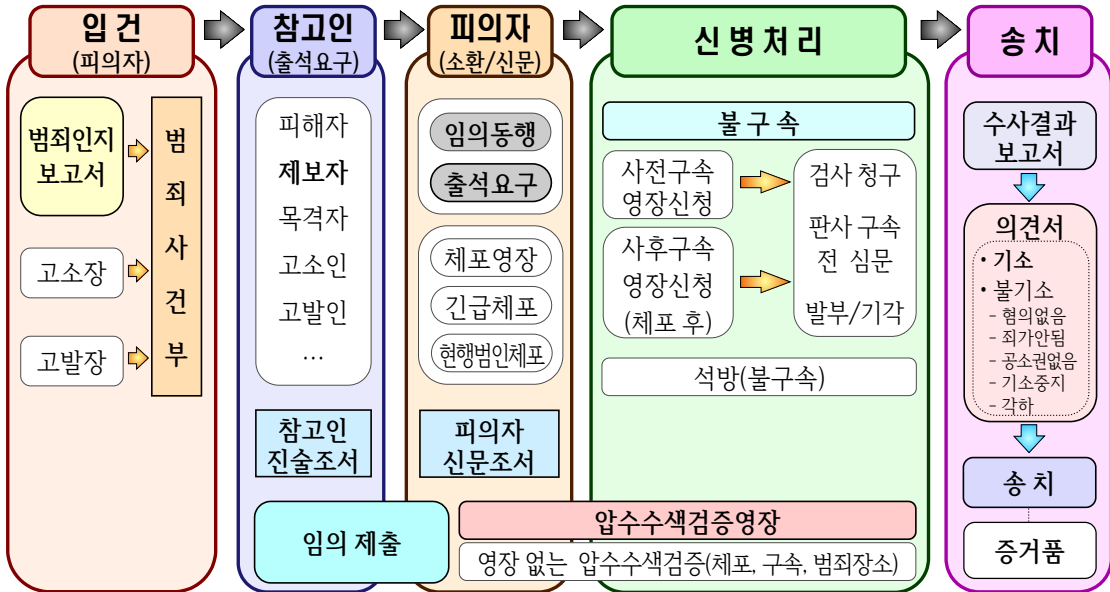 입 건
(피의자)
범죄인지
보고서
고소장
고발장
범
죄
사
건
부
참고인
(출석요구)
피해자
제보자
목격자
고소인
고발인
…
참고인
진술조서
피의자
(소환/신문)
임의동행
출석요구
체포영장
긴급체포
현행범인체포
피의자
신문조서
신 병 처 리
불 구 속
사전구속
영장신청
사후구속
영장신청
(체포 후)
검사 청구
판사 구속
전 심문
발부/기각
석방(불구속)
임의 제출
압수수색검증영장
영장 없는 압수수색검증(체포, 구속, 범죄장소)
송 치
수사결과
보고서
의견서
• 기소
• 불기소
- 혐의없음
- 죄가안됨
- 공소권없음
- 기소중지
- 각하
송 치
증거품